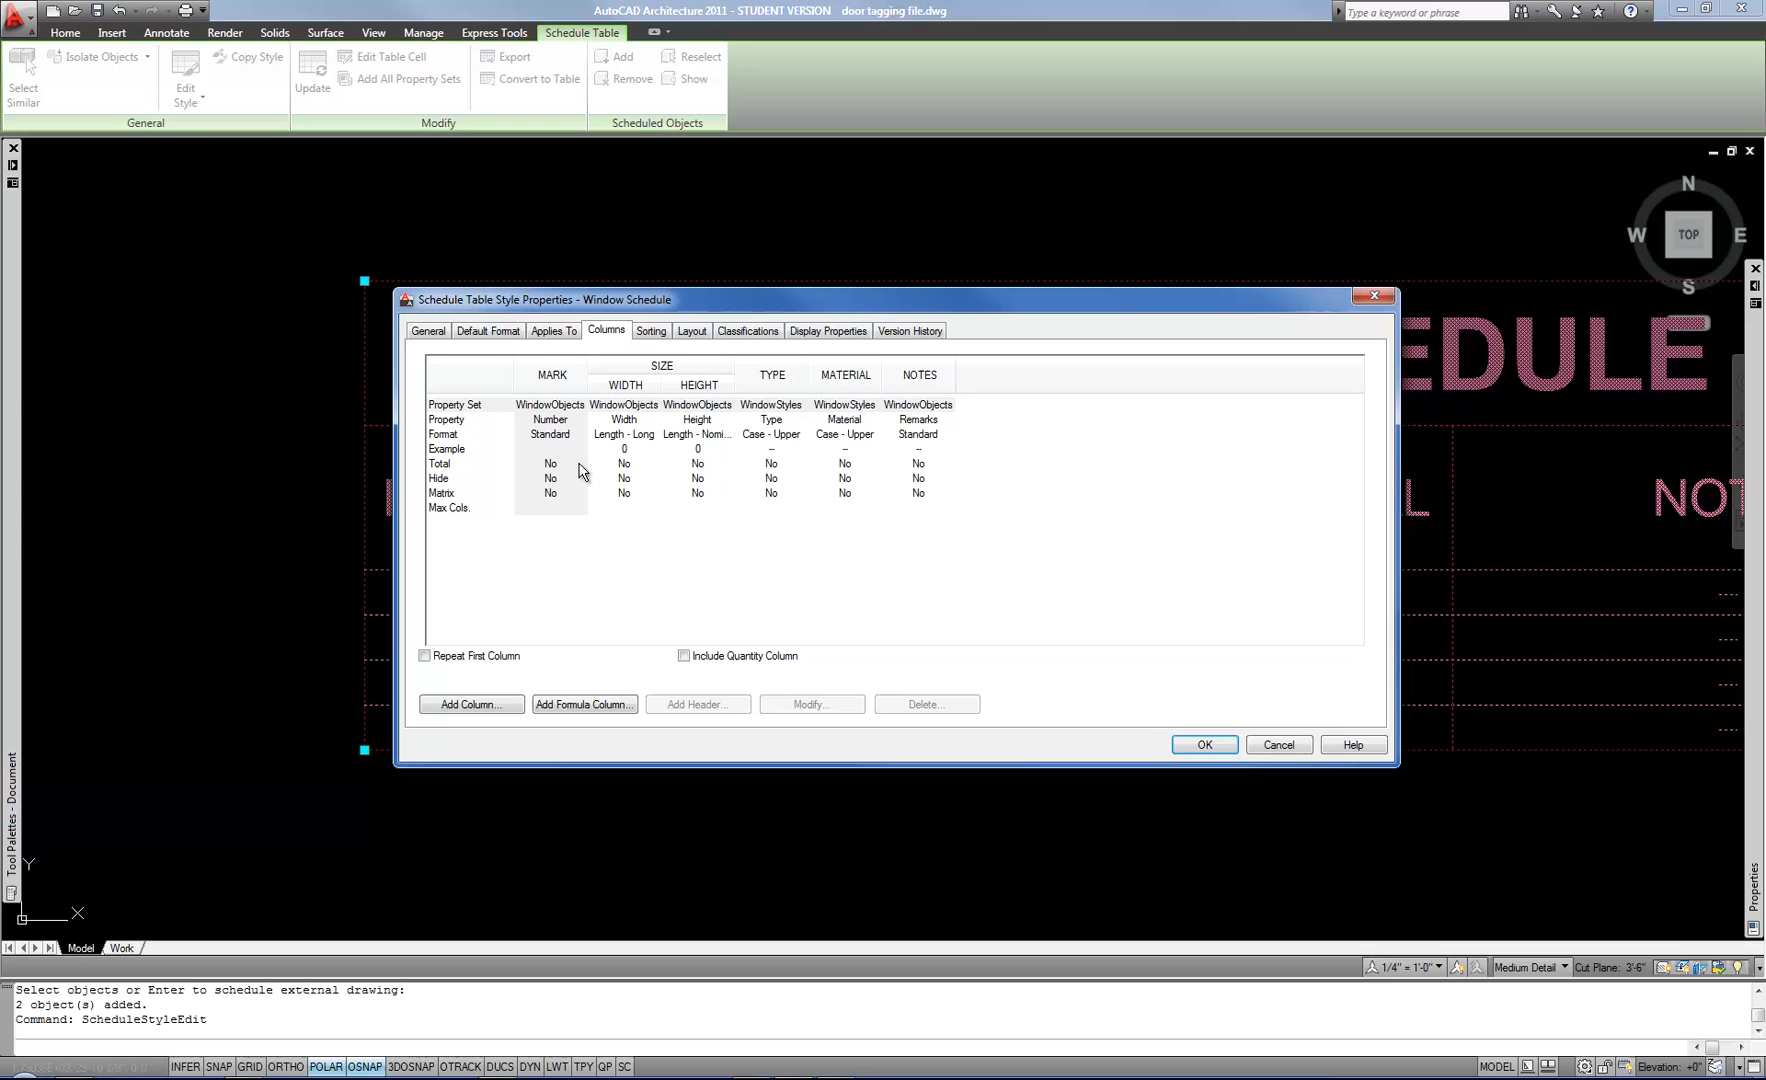 AutoCAD Architecture 2011 - STUDENT VERSION door tagging file.dwg
Type a keyword or phrase
Home Insert Annotate Render Solids Surface View Manage Express Tools Schedule Table
Select Similar
Isolate Objects
Edit Style
Copy Style
Update
Edit Table Cell
Add All Property Sets
Export
Convert to Table
Add
Remove
Reselect
Show
General Modify Scheduled Objects
N
W TOP E
S
EDULE
NOT
L
Schedule Table Style Properties - Window Schedule
General Default Format Applies To Columns Sorting Layout Classifications Display Properties Version History
MARK SIZE TYPE MATERIAL NOTES
WIDTH HEIGHT
Property Set WindowObjects WindowObjects WindowObjects WindowStyles WindowStyles WindowObjects
Property Number Width Height Type Material Remarks
Format Standard Length - Long Length - Nomi... Case - Upper Case - Upper Standard
Example 0 0 -- -- --
Total No No No No No No
Hide No No No No No No
Matrix No No No No No No
Max Cols.
Repeat First Column Include Quantity Column
Add Column... Add Formula Column... Add Header... Modify... Delete...
OK Cancel Help
Tool Palettes - Document
Properties
Y
X
Model Work
1/4" = 1'-0" Medium Detail Cut Plane: 3'-6"
Select objects or Enter to schedule external drawing:
2 object(s) added.
Command: ScheduleStyleEdit
INFER SNAP GRID ORTHO POLAR OSNAP 3DOSNAP OTRACK DUCS DYN LWT TPY QP SC MODEL Elevation: +0"